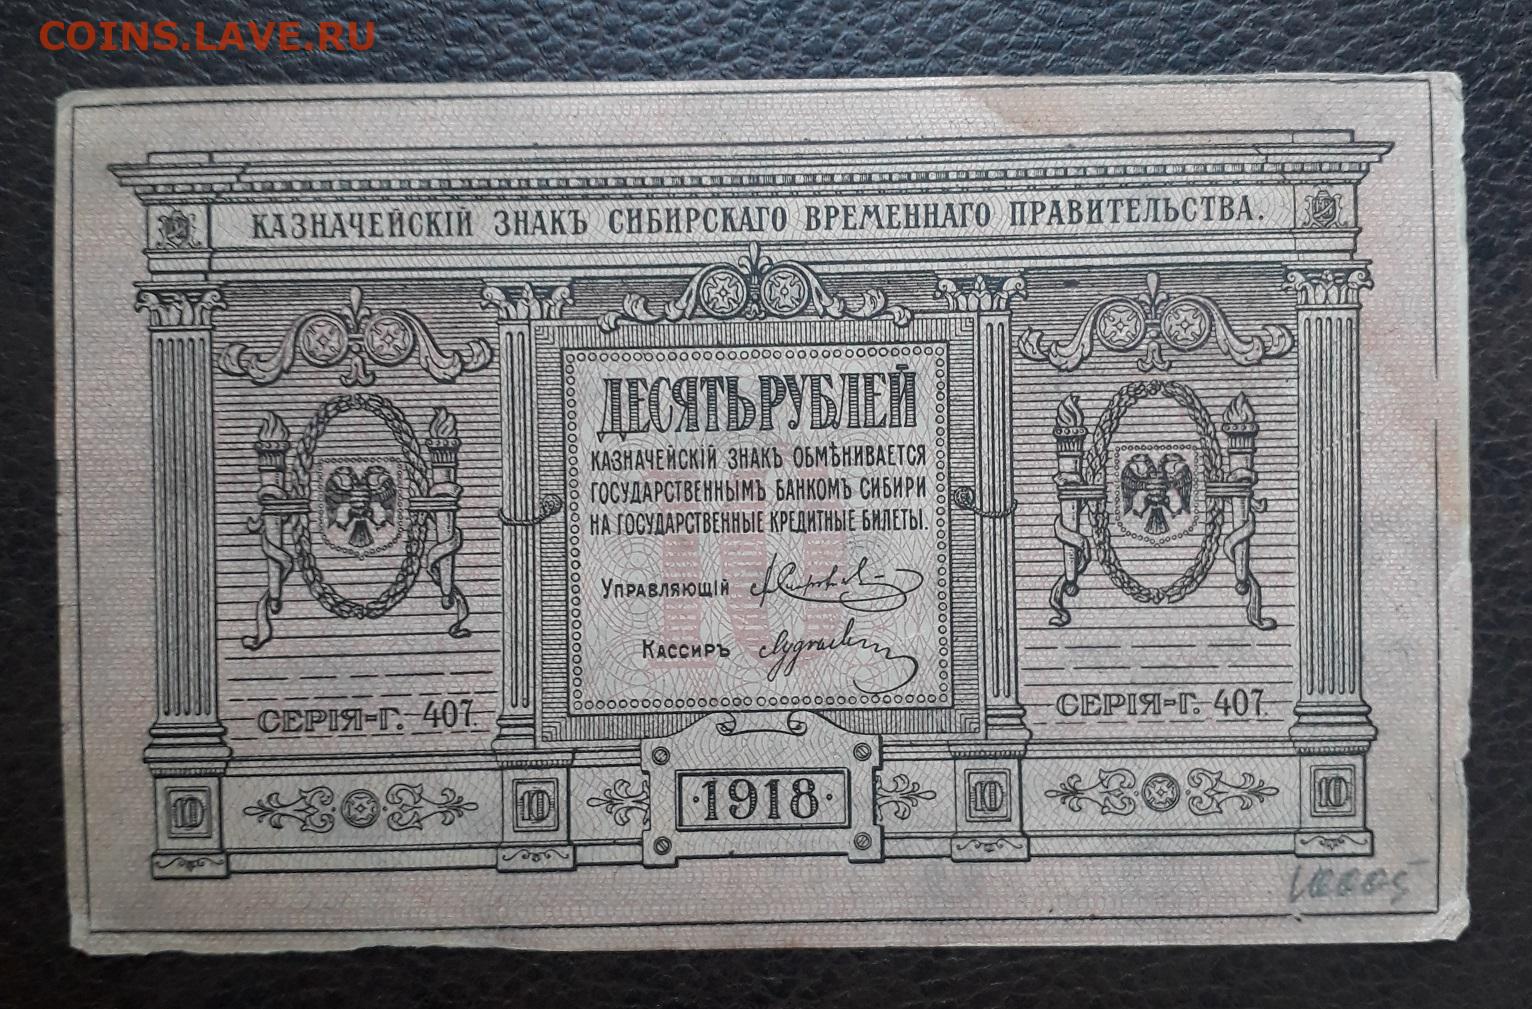 COINS.LAVE.RU
КАЗНАЧЕЙСКІЙ ЗНАКЪ СИБИРСКАГО ВРЕМЕННАГО ПРАВИТЕЛЬСТВА.
ДЕСЯТЬ РУБЛЕЙ
КАЗНАЧЕЙСКІЙ ЗНАКЪ ОБМѢНИВАЕТСЯ
ГОСУДАРСТВЕННЫМЪ БАНКОМЪ СИБИРИ
НА ГОСУДАРСТВЕННЫЕ КРЕДИТНЫЕ БИЛЕТЫ.
10
УПРАВЛЯЮЩІЙ
КАССИРЪ
СЕРІЯ-Г. 407.
СЕРІЯ-Г. 407.
10
10
·1918·
10
10